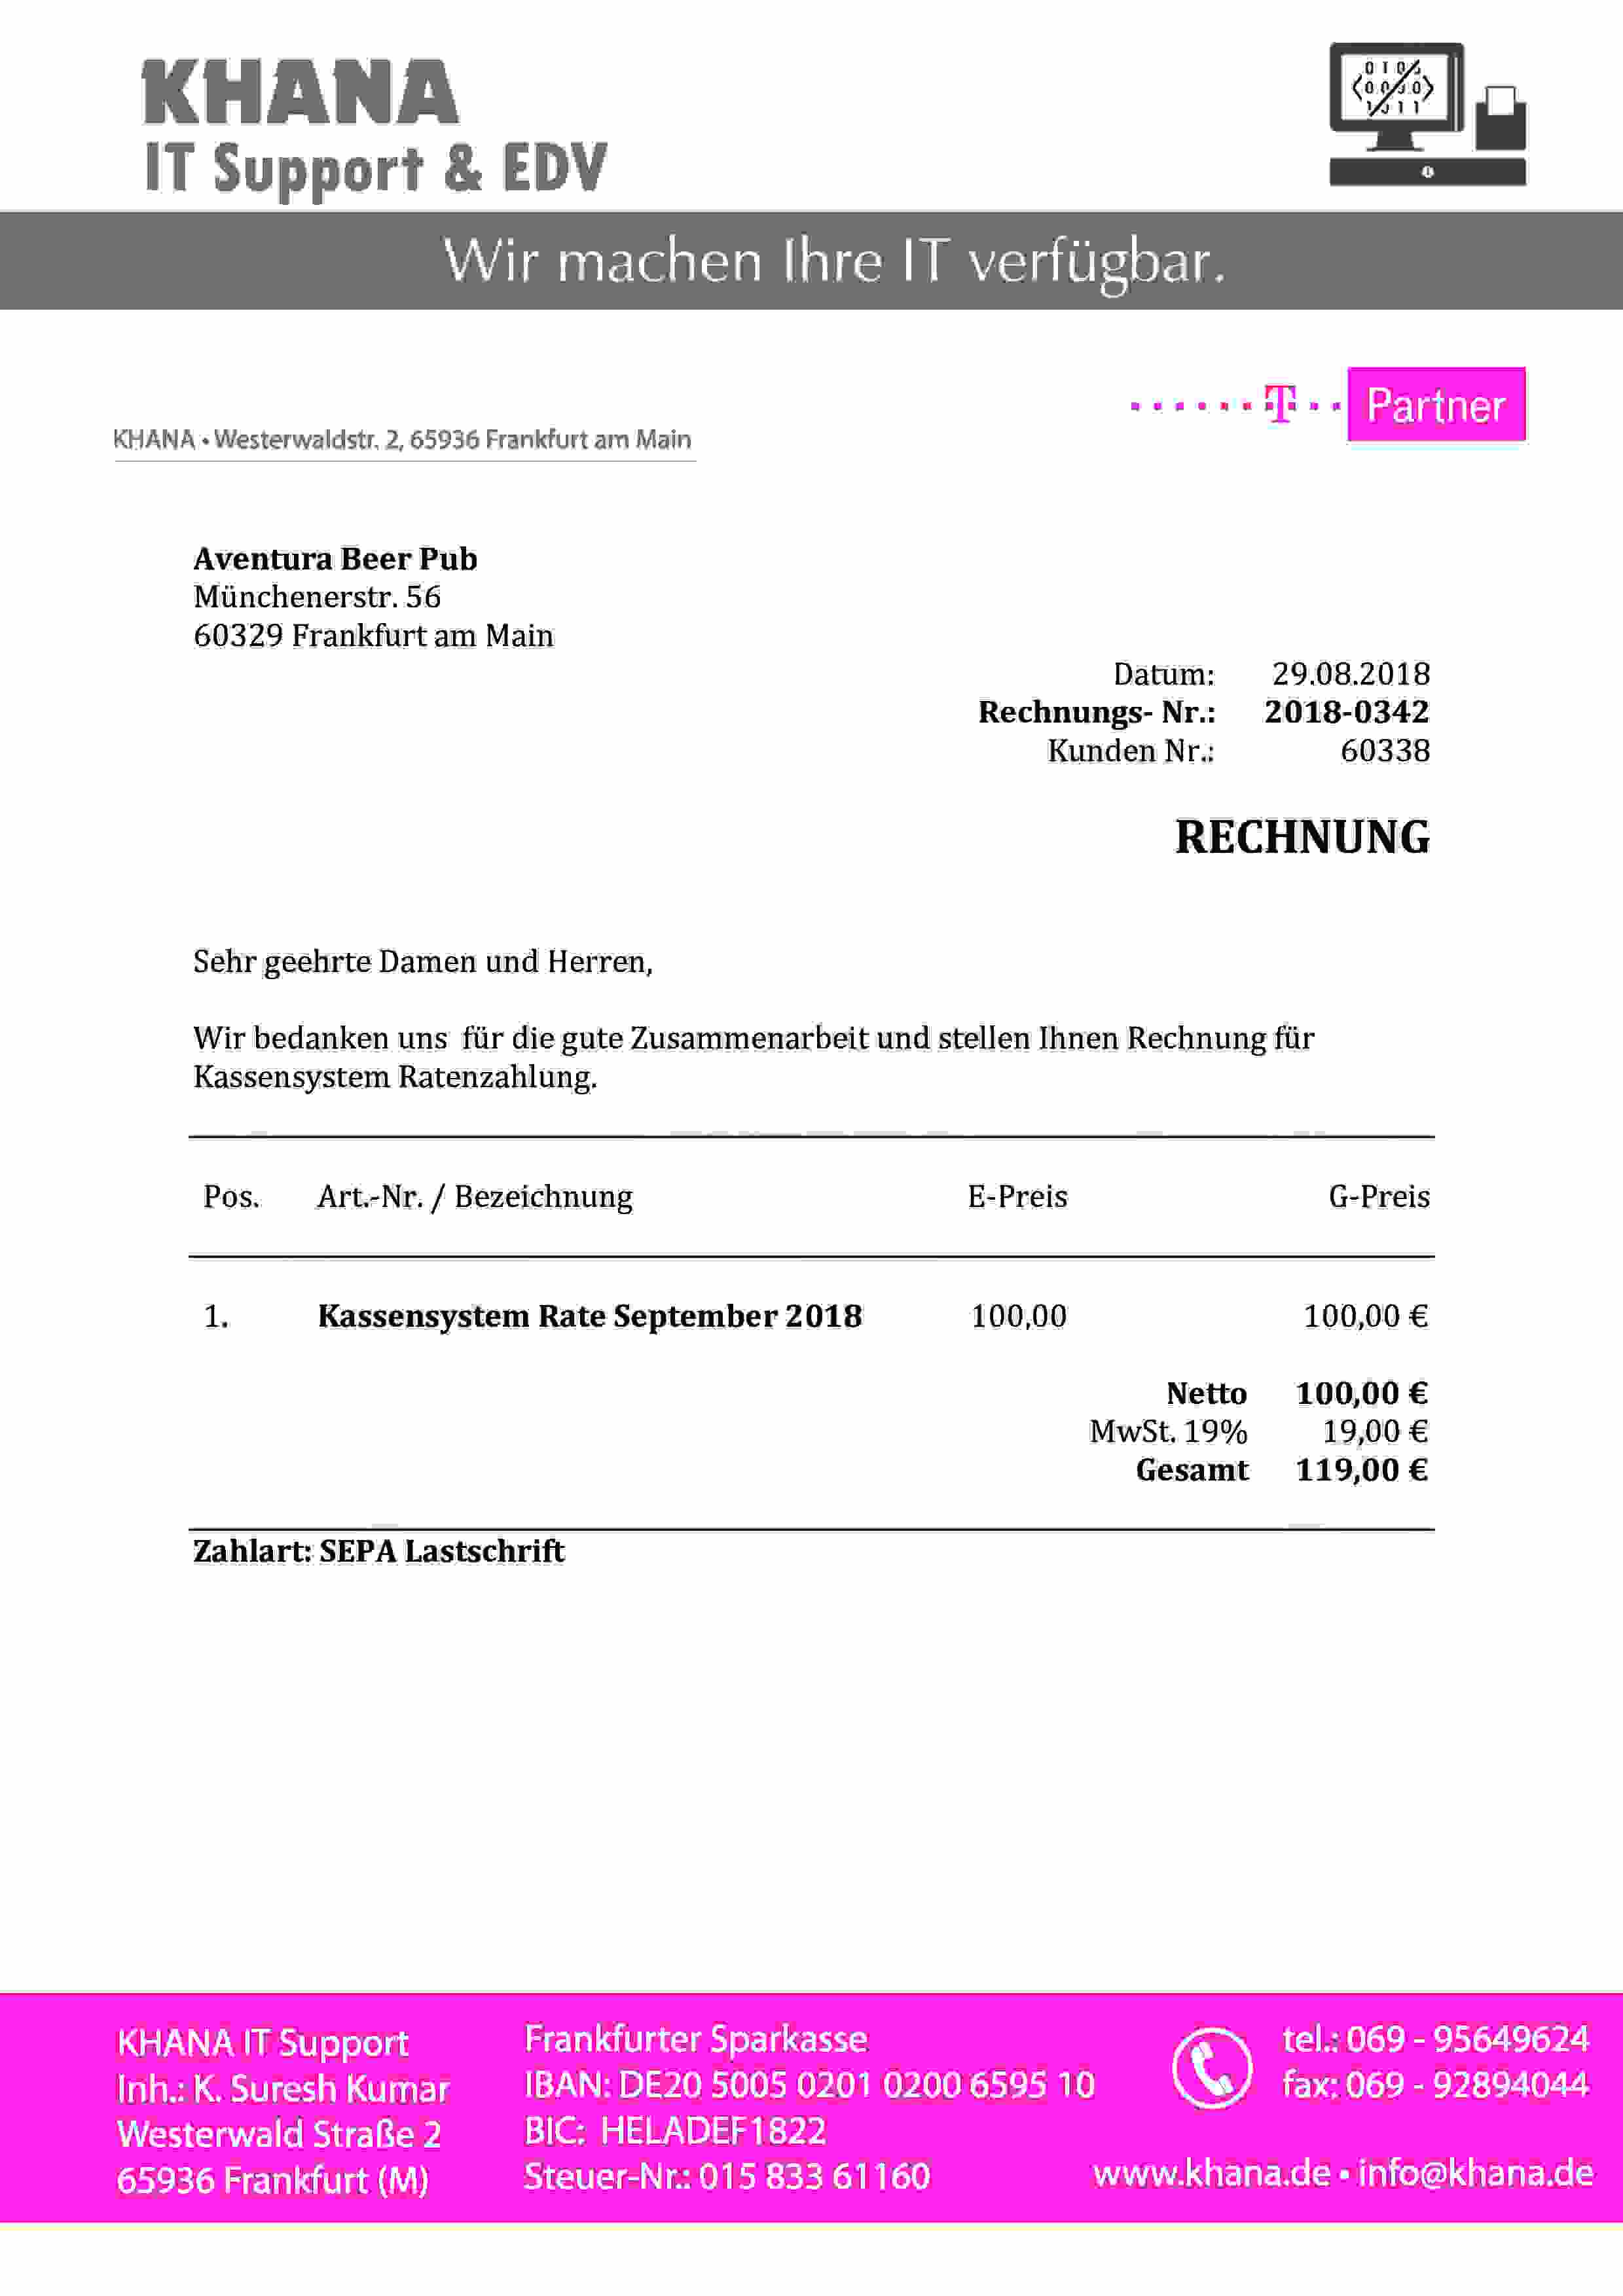 KHANA
IT Support & EDV
Wir machen Ihre IT verfügbar.
T Partner
KHANA • Westerwaldstr. 2, 65936 Frankfurt am Main
Aventura Beer Pub
Münchenerstr. 56
60329 Frankfurt am Main
Datum: 29.08.2018
Rechnungs- Nr.: 2018-0342
Kunden Nr.: 60338
RECHNUNG
Sehr geehrte Damen und Herren,
Wir bedanken uns für die gute Zusammenarbeit und stellen Ihnen Rechnung für
Kassensystem Ratenzahlung.
Pos. Art.-Nr. / Bezeichnung E-Preis G-Preis
1. Kassensystem Rate September 2018 100,00 100,00 €
Netto 100,00 €
MwSt. 19% 19,00 €
Gesamt 119,00 €
Zahlart: SEPA Lastschrift
KHANA IT Support
Inh.: K. Suresh Kumar
Westerwald Straße 2
65936 Frankfurt (M)
Frankfurter Sparkasse
IBAN: DE20 5005 0201 0200 6595 10
BIC: HELADEF1822
Steuer-Nr.: 015 833 61160
tel.: 069 - 95649624
fax: 069 - 92894044
www.khana.de • info@khana.de